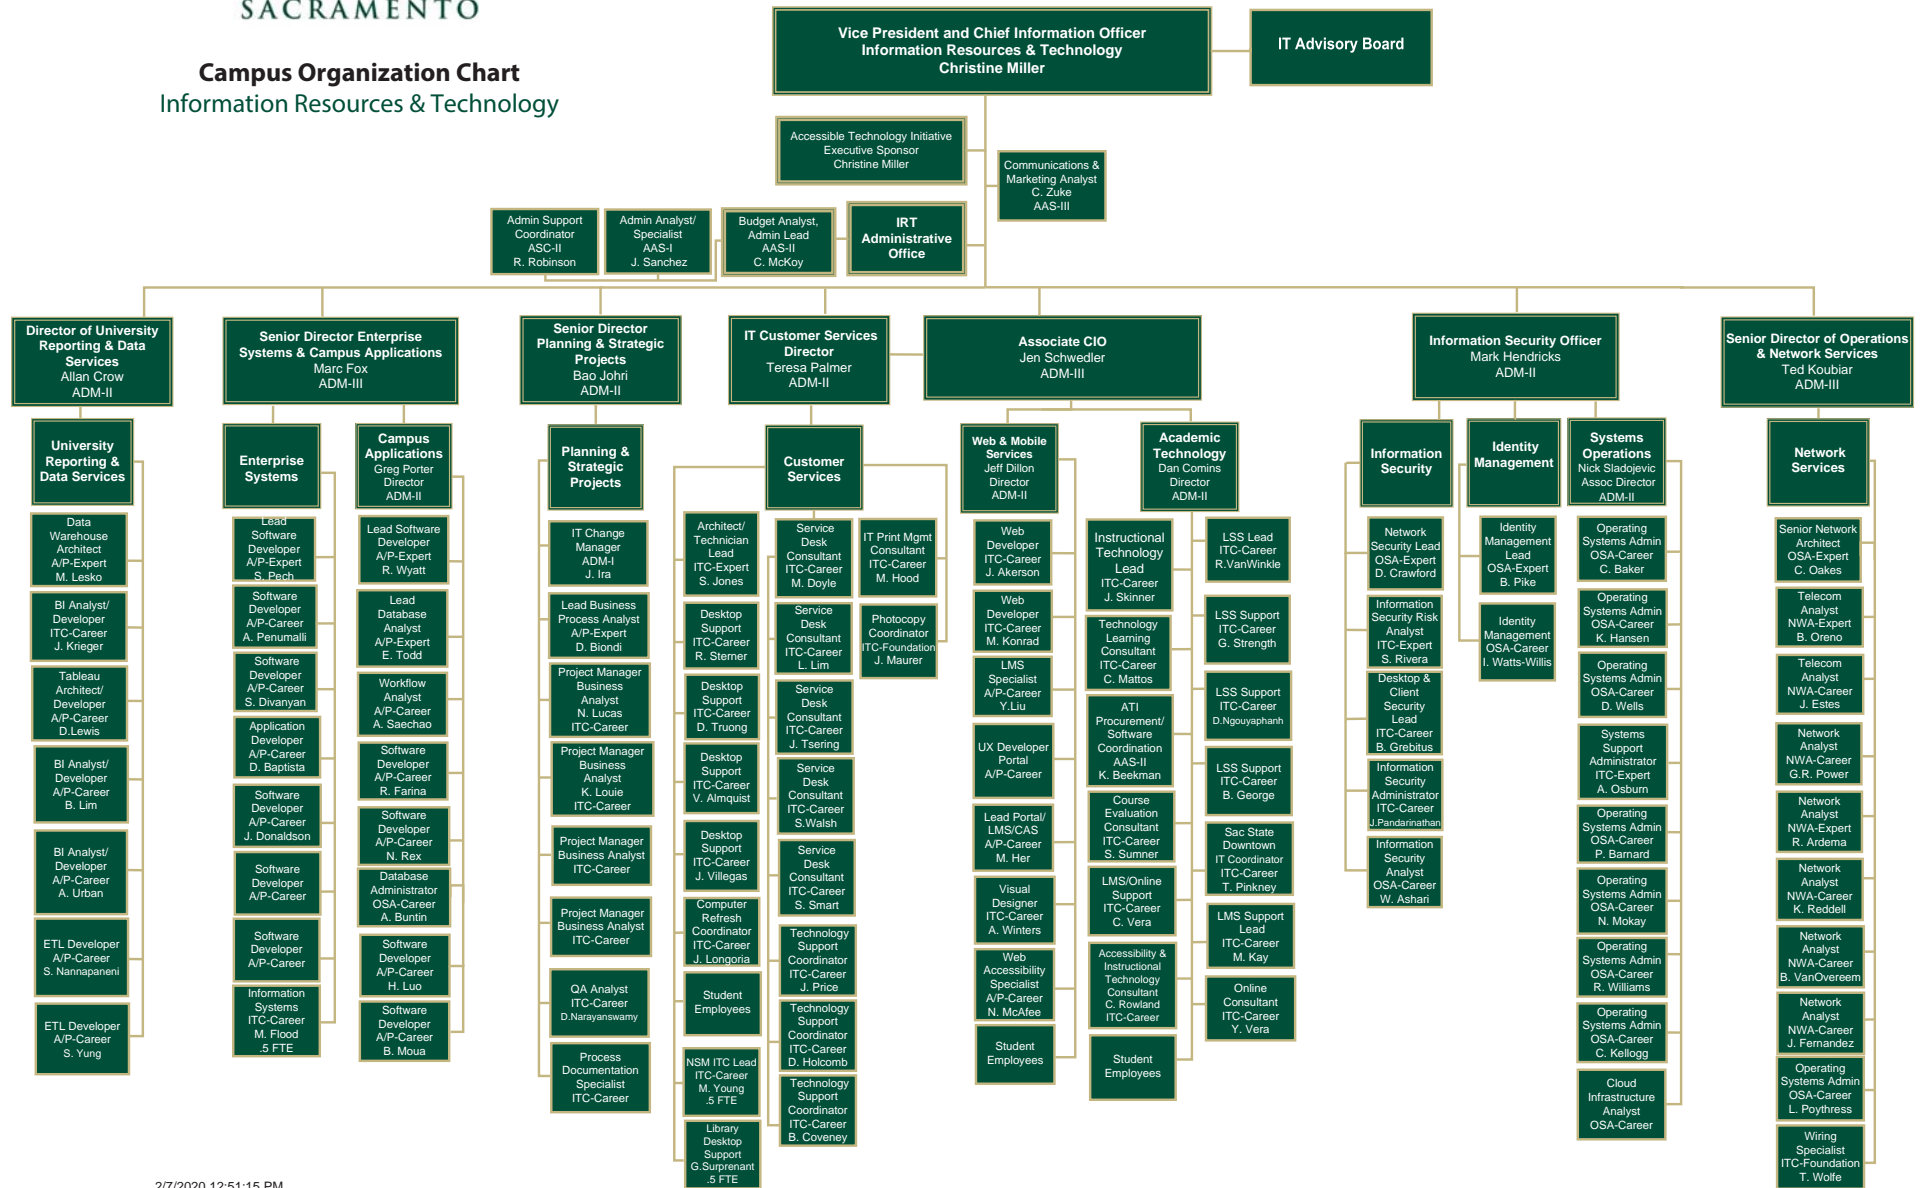 SACRAMENTO
Campus Organization Chart
Information Resources & Technology
Vice President and Chief Information Officer
Information Resources & Technology
Christine Miller
IT Advisory Board
Accessible Technology Initiative
Executive Sponsor
Christine Miller
Communications &
Marketing Analyst
C. Zuke
AAS-III
Admin Support
Coordinator
ASC-II
R. Robinson
Admin Analyst/
Specialist
AAS-I
J. Sanchez
Budget Analyst,
Admin Lead
AAS-II
C. McKoy
IRT
Administrative
Office
Director of University
Reporting & Data
Services
Allan Crow
ADM-II
Senior Director Enterprise
Systems & Campus Applications
Marc Fox
ADM-III
Senior Director
Planning & Strategic
Projects
Bao Johri
ADM-II
IT Customer Services
Director
Teresa Palmer
ADM-II
Associate CIO
Jen Schwedler
ADM-III
Information Security Officer
Mark Hendricks
ADM-II
Senior Director of Operations
& Network Services
Ted Koubiar
ADM-III
University
Reporting &
Data Services
Data
Warehouse
Architect
A/P-Expert
M. Lesko
BI Analyst/
Developer
ITC-Career
J. Krieger
Tableau
Architect/
Developer
A/P-Career
D.Lewis
BI Analyst/
Developer
A/P-Career
B. Lim
BI Analyst/
Developer
A/P-Career
A. Urban
ETL Developer
A/P-Career
S. Nannapaneni
ETL Developer
A/P-Career
S. Yung
Enterprise
Systems
Lead
Software
Developer
A/P-Expert
S. Pech
Software
Developer
A/P-Career
A. Penumalli
Software
Developer
A/P-Career
S. Divanyan
Application
Developer
A/P-Career
D. Baptista
Software
Developer
A/P-Career
J. Donaldson
Software
Developer
A/P-Career
Software
Developer
A/P-Career
Information
Systems
ITC-Career
M. Flood
.5 FTE
Campus
Applications
Greg Porter
Director
ADM-II
Lead Software
Developer
A/P-Expert
R. Wyatt
Lead
Database
Analyst
A/P-Expert
E. Todd
Workflow
Analyst
A/P-Career
A. Saechao
Software
Developer
A/P-Career
R. Farina
Software
Developer
A/P-Career
N. Rex
Database
Administrator
OSA-Career
A. Buntin
Software
Developer
A/P-Career
H. Luo
Software
Developer
A/P-Career
B. Moua
Planning &
Strategic
Projects
IT Change
Manager
ADM-I
J. Ira
Lead Business
Process Analyst
A/P-Expert
D. Biondi
Project Manager
Business
Analyst
N. Lucas
ITC-Career
Project Manager
Business
Analyst
K. Louie
ITC-Career
Project Manager
Business Analyst
ITC-Career
Project Manager
Business Analyst
ITC-Career
QA Analyst
ITC-Career
D.Narayanswamy
Process
Documentation
Specialist
ITC-Career
Customer
Services
Architect/
Technician
Lead
ITC-Expert
S. Jones
Desktop
Support
ITC-Career
R. Sterner
Desktop
Support
ITC-Career
D. Truong
Desktop
Support
ITC-Career
V. Almquist
Desktop
Support
ITC-Career
J. Villegas
Computer
Refresh
Coordinator
ITC-Career
J. Longoria
Student
Employees
NSM ITC Lead
ITC-Career
M. Young
.5 FTE
Library
Desktop
Support
G.Surprenant
.5 FTE
Service
Desk
Consultant
ITC-Career
M. Doyle
Service
Desk
Consultant
ITC-Career
L. Lim
Service
Desk
Consultant
ITC-Career
J. Tsering
Service
Desk
Consultant
ITC-Career
S.Walsh
Service
Desk
Consultant
ITC-Career
S. Smart
Technology
Support
Coordinator
ITC-Career
J. Price
Technology
Support
Coordinator
ITC-Career
D. Holcomb
Technology
Support
Coordinator
ITC-Career
B. Coveney
IT Print Mgmt
Consultant
ITC-Career
M. Hood
Photocopy
Coordinator
ITC-Foundation
J. Maurer
Web & Mobile
Services
Jeff Dillon
Director
ADM-II
Web
Developer
ITC-Career
J. Akerson
Web
Developer
ITC-Career
M. Konrad
LMS
Specialist
A/P-Career
Y.Liu
UX Developer
Portal
A/P-Career
Lead Portal/
LMS/CAS
A/P-Career
M. Her
Visual
Designer
ITC-Career
A. Winters
Web
Accessibility
Specialist
A/P-Career
N. McAfee
Student
Employees
Academic
Technology
Dan Comins
Director
ADM-II
Instructional
Technology
Lead
ITC-Career
J. Skinner
Technology
Learning
Consultant
ITC-Career
C. Mattos
ATI
Procurement/
Software
Coordination
AAS-II
K. Beekman
Course
Evaluation
Consultant
ITC-Career
S. Sumner
LMS/Online
Support
ITC-Career
C. Vera
Accessibility &
Instructional
Technology
Consultant
C. Rowland
ITC-Career
Student
Employees
LSS Lead
ITC-Career
R.VanWinkle
LSS Support
ITC-Career
G. Strength
LSS Support
ITC-Career
D.Ngouyaphanh
LSS Support
ITC-Career
B. George
Sac State
Downtown
IT Coordinator
ITC-Career
T. Pinkney
LMS Support
Lead
ITC-Career
M. Kay
Online
Consultant
ITC-Career
Y. Vera
Information
Security
Network
Security Lead
OSA-Expert
D. Crawford
Information
Security Risk
Analyst
ITC-Expert
S. Rivera
Desktop &
Client
Security
Lead
ITC-Career
B. Grebitus
Information
Security
Administrator
ITC-Career
J.Pandarinathan
Information
Security
Analyst
OSA-Career
W. Ashari
Identity
Management
Identity
Management
Lead
OSA-Expert
B. Pike
Identity
Management
OSA-Career
I. Watts-Willis
Systems
Operations
Nick Sladojevic
Assoc Director
ADM-II
Operating
Systems Admin
OSA-Career
C. Baker
Operating
Systems Admin
OSA-Career
K. Hansen
Operating
Systems Admin
OSA-Career
D. Wells
Systems
Support
Administrator
ITC-Expert
A. Osburn
Operating
Systems Admin
OSA-Career
P. Barnard
Operating
Systems Admin
OSA-Career
N. Mokay
Operating
Systems Admin
OSA-Career
R. Williams
Operating
Systems Admin
OSA-Career
C. Kellogg
Cloud
Infrastructure
Analyst
OSA-Career
Network
Services
Senior Network
Architect
OSA-Expert
C. Oakes
Telecom
Analyst
NWA-Expert
B. Oreno
Telecom
Analyst
NWA-Career
J. Estes
Network
Analyst
NWA-Career
G.R. Power
Network
Analyst
NWA-Expert
R. Ardema
Network
Analyst
NWA-Career
K. Reddell
Network
Analyst
NWA-Career
B. VanOvereem
Network
Analyst
NWA-Career
J. Fernandez
Operating
Systems Admin
OSA-Career
L. Poythress
Wiring
Specialist
ITC-Foundation
T. Wolfe
2/7/2020 12:51:15 PM